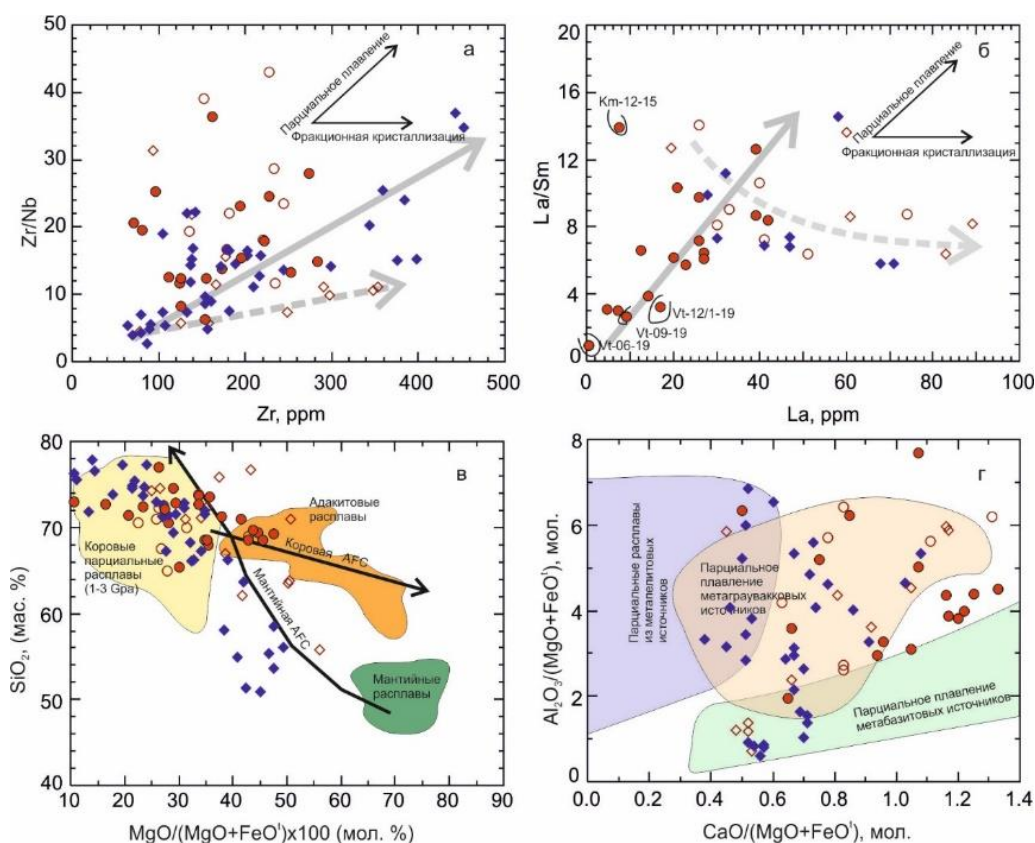 а
Парциальное плавление
Фракционная кристаллизация
Zr/Nb
50
40
30
20
10
0
0
100
200
300
400
500
Zr, ppm
б
Km-12-15
Парциальное плавление
Фракционная кристаллизация
La/Sm
20
16
12
8
4
0
Vt-12/1-19
Vt-09-19
Vt-06-19
0
20
40
60
80
100
La, ppm
в
SiO₂, (мас. %)
80
70
60
50
40
Коровые
парциальные
расплавы
(1-3 Gpa)
Адакитовые
расплавы
Коровая AFC
Мантийная AFC
Мантийные
расплавы
10
20
30
40
50
60
70
80
90
MgO/(MgO+FeOᵗ)x100 (мол. %)
г
Al₂O₃/(MgO+FeOᵗ), мол.
8
6
4
2
0
Парциальные расплавы
из метапелитовых
источников
Парциальное
плавление
метаграувакковых
источников
Парциальное плавление
метабазитовых источников
0.0
0.2
0.4
0.6
0.8
1.0
1.2
1.4
CaO/(MgO+FeOᵗ), мол.